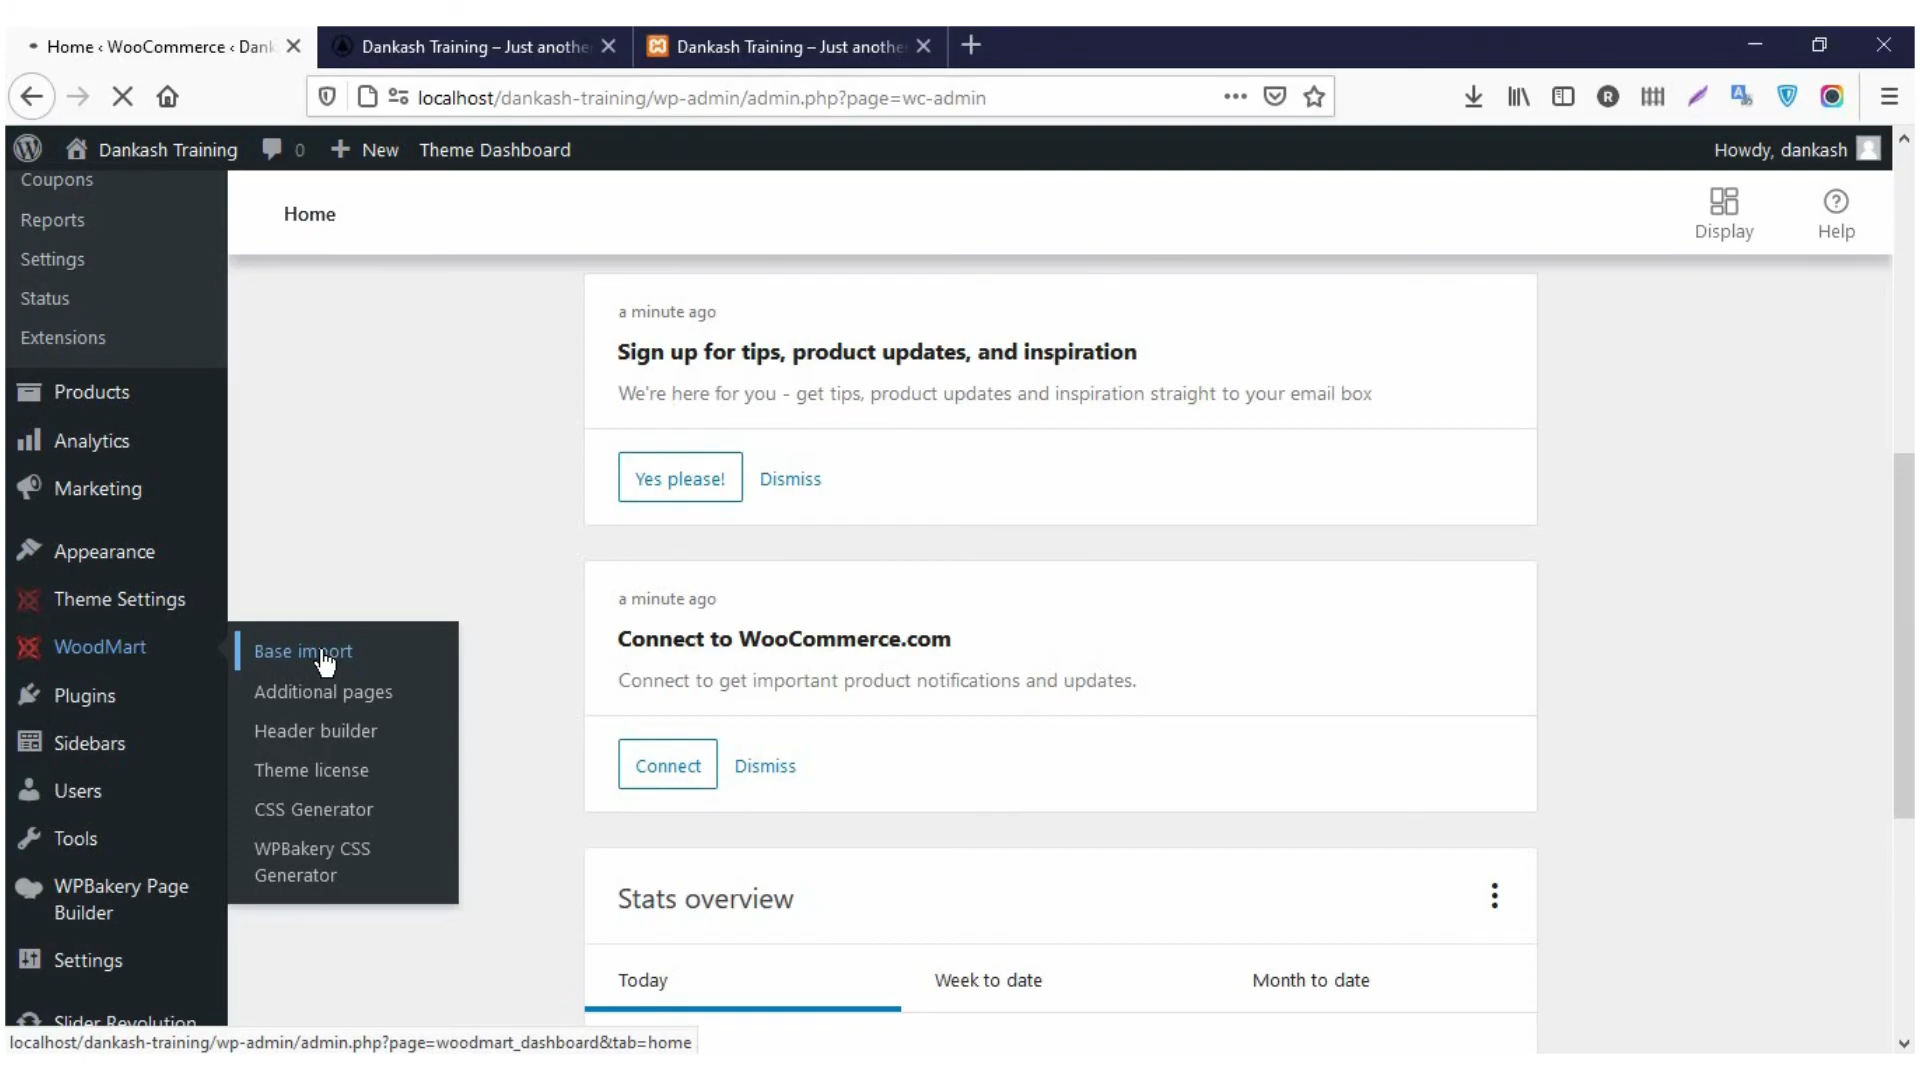 Home ‹ WooCommerce ‹ Dank
Dankash Training – Just anothe
Dankash Training – Just anothe
localhost/dankash-training/wp-admin/admin.php?page=wc-admin
Dankash Training
0
New
Theme Dashboard
Howdy, dankash
Coupons
Reports
Settings
Status
Extensions
Products
Analytics
Marketing
Appearance
Theme Settings
WoodMart
Plugins
Sidebars
Users
Tools
WPBakery Page
Builder
Settings
Slider Revolution
Base import
Additional pages
Header builder
Theme license
CSS Generator
WPBakery CSS
Generator
Home
Display
Help
a minute ago
Sign up for tips, product updates, and inspiration
We're here for you - get tips, product updates and inspiration straight to your email box
Yes please!
Dismiss
a minute ago
Connect to WooCommerce.com
Connect to get important product notifications and updates.
Connect
Dismiss
Stats overview
Today
Week to date
Month to date
localhost/dankash-training/wp-admin/admin.php?page=woodmart_dashboard&tab=home